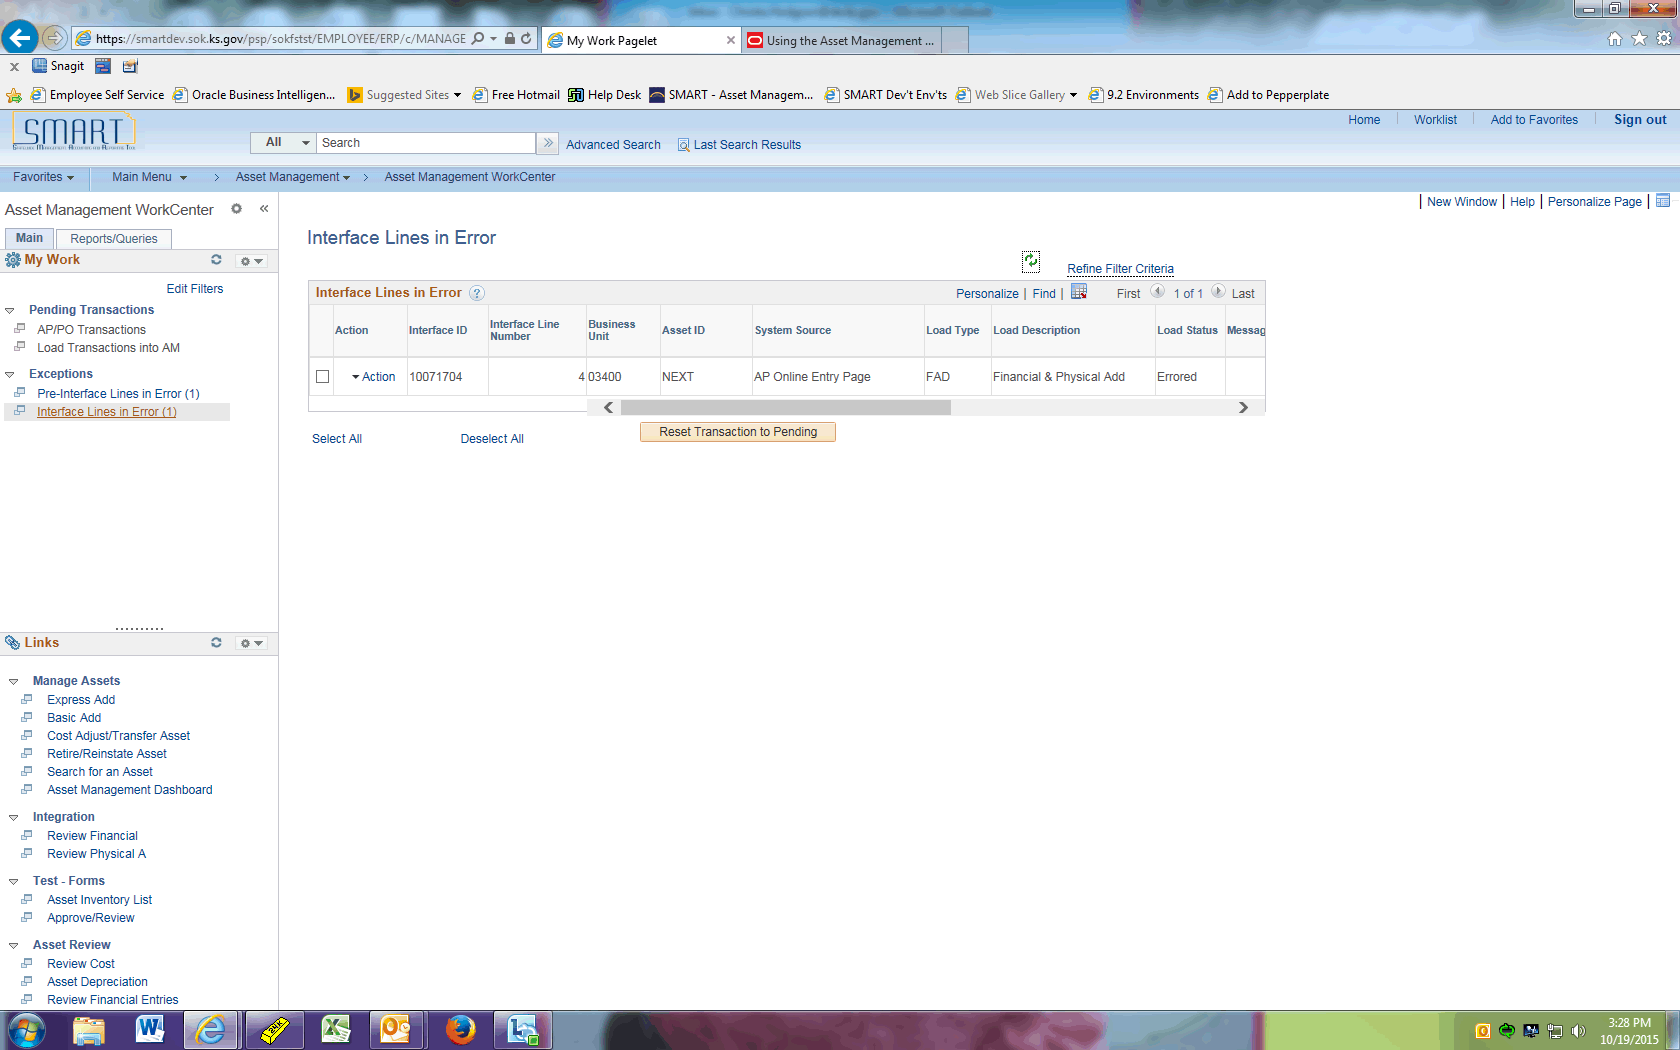 https://smartdev.sok.ks.gov/psp/sokfstst/EMPLOYEE/ERP/c/MANAGE
My Work Pagelet
Using the Asset Management ...
Snagit
Employee Self Service
Oracle Business Intelligen...
Suggested Sites
Free Hotmail
Help Desk
SMART - Asset Managem...
SMART Dev't Env'ts
Web Slice Gallery
9.2 Environments
Add to Pepperplate
SMART
Home
Worklist
Add to Favorites
Sign out
All
Search
Advanced Search
Last Search Results
Favorites
Main Menu
Asset Management
Asset Management WorkCenter
New Window
Help
Personalize Page
Asset Management WorkCenter
Main
Reports/Queries
My Work
Edit Filters
Pending Transactions
AP/PO Transactions
Load Transactions into AM
Exceptions
Pre-Interface Lines in Error (1)
Interface Lines in Error (1)
Links
Manage Assets
Express Add
Basic Add
Cost Adjust/Transfer Asset
Retire/Reinstate Asset
Search for an Asset
Asset Management Dashboard
Integration
Review Financial
Review Physical A
Test - Forms
Asset Inventory List
Approve/Review
Asset Review
Review Cost
Asset Depreciation
Review Financial Entries
Interface Lines in Error
Refine Filter Criteria
Interface Lines in Error
Personalize | Find |
First 1 of 1 Last
Action
Interface ID
Interface Line
Number
Business
Unit
Asset ID
System Source
Load Type
Load Description
Load Status
Messag
Action
10071704
4
03400
NEXT
AP Online Entry Page
FAD
Financial & Physical Add
Errored
Select All
Deselect All
Reset Transaction to Pending
3:28 PM
10/19/2015